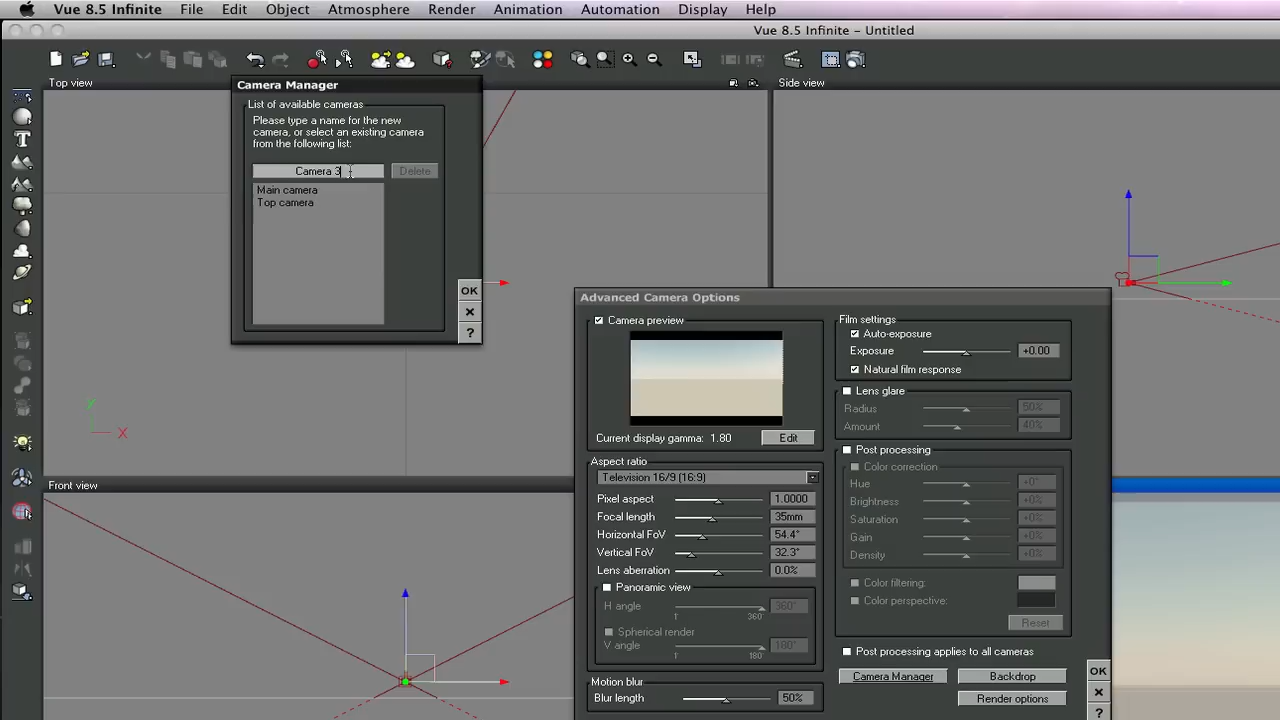 Vue 8.5 Infinite File Edit Object Atmosphere Render Animation Automation Display Help
Vue 8.5 Infinite - Untitled
Top view
Side view
Camera Manager
List of available cameras
Please type a name for the new
camera, or select an existing camera
from the following list:
Camera 3
Delete
Main camera
Top camera
OK
?
Y
X
Front view
Advanced Camera Options
Camera preview
Current display gamma: 1.80
Edit
Aspect ratio
Television 16/9 (16:9)
Pixel aspect 1.0000
Focal length 35mm
Horizontal FoV 54.4°
Vertical FoV 32.3°
Lens aberration 0.0%
Panoramic view
H angle 360°
360°
Spherical render
V angle 180°
180°
Motion blur
Blur length 50%
Film settings
Auto-exposure
Exposure +0.00
Natural film response
Lens glare
Radius 50%
Amount 40%
Post processing
Color correction
Hue +0°
Brightness +0%
Saturation +0%
Gain +0%
Density +0%
Color filtering:
Color perspective:
Reset
Post processing applies to all cameras
Camera Manager
Backdrop
Render options
OK
?